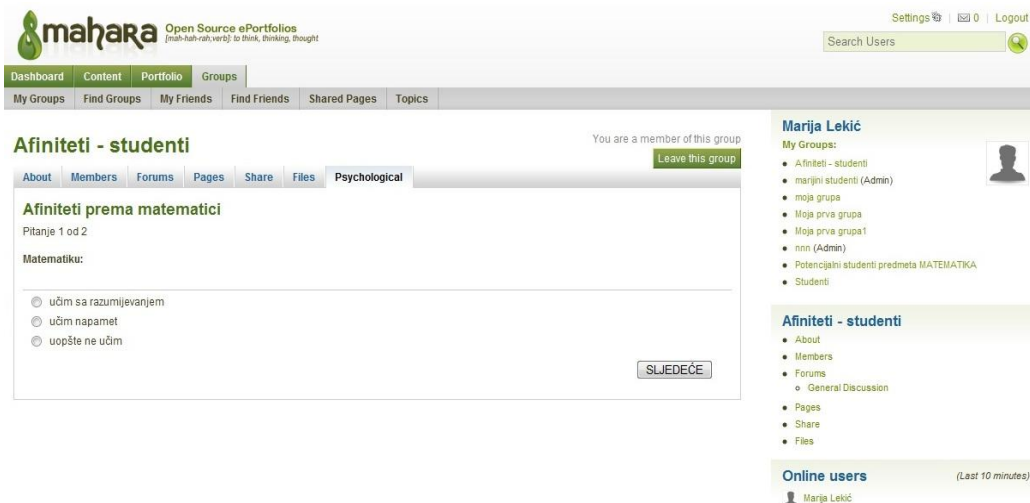 mahara Open Source ePortfolios
[mah-hah-rah;verb]: to think, thinking, thought
Settings | 0 | Logout
Search Users
Dashboard Content Portfolio Groups
My Groups Find Groups My Friends Find Friends Shared Pages Topics
Afiniteti - studenti
You are a member of this group
Leave this group
About Members Forums Pages Share Files Psychological
Afiniteti prema matematici
Pitanje 1 od 2
Matematiku:
učim sa razumijevanjem
učim napamet
uopšte ne učim
SLJEDEĆE
Marija Lekić
My Groups:
Afiniteti - studenti
marijini studenti (Admin)
moja grupa
Moja prva grupa
Moja prva grupa1
nnn (Admin)
Potencijalni studenti predmeta MATEMATIKA
Studenti
Afiniteti - studenti
About
Members
Forums
General Discussion
Pages
Share
Files
Online users (Last 10 minutes)
Marija Lekić